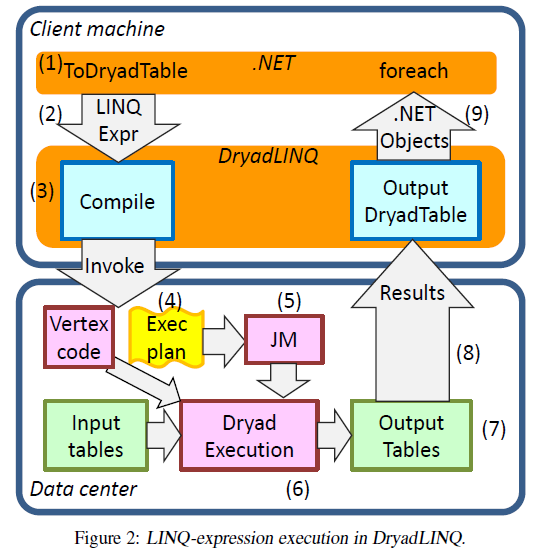 Client machine
(1) ToDryadTable .NET foreach
(2) LINQ
Expr
.NET
Objects
(9)
DryadLINQ
(3) Compile
Output
DryadTable
Invoke
Results
(4) (5)
Vertex
code
Exec
plan
JM
(8)
Input
tables
Dryad
Execution
Output
Tables
(7)
Data center (6)
Figure 2: LINQ-expression execution in DryadLINQ.